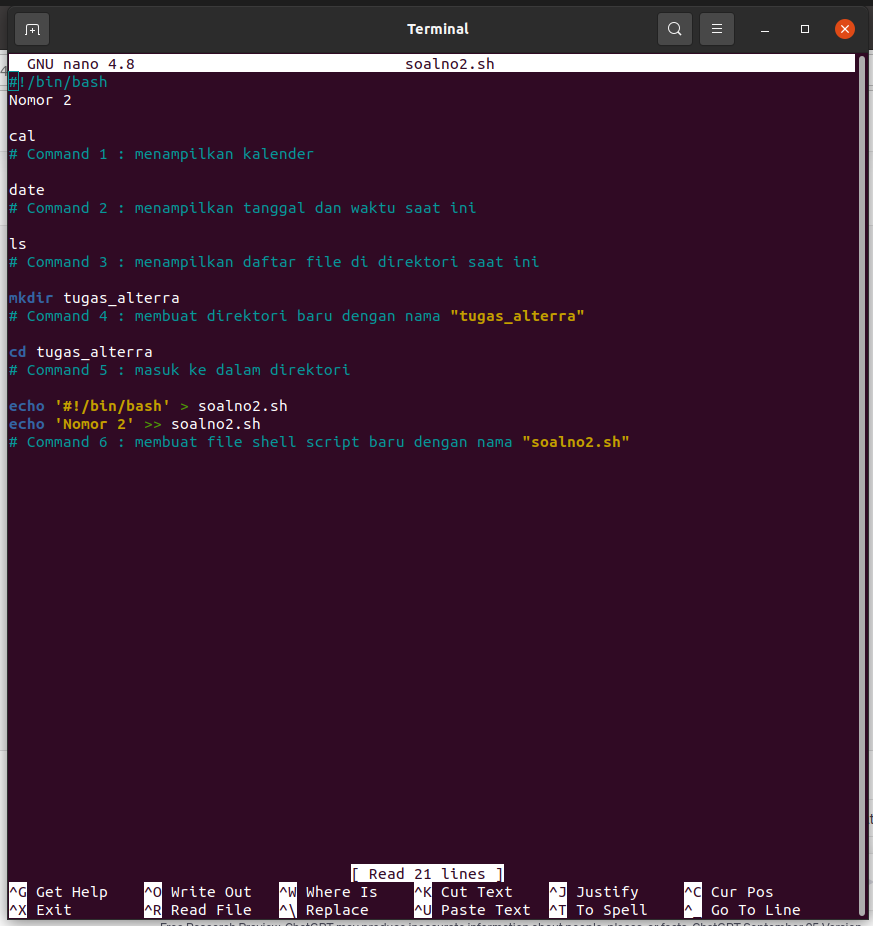 Terminal
GNU nano 4.8 soalno2.sh
#!/bin/bash
Nomor 2
cal
# Command 1 : menampilkan kalender
date
# Command 2 : menampilkan tanggal dan waktu saat ini
ls
# Command 3 : menampilkan daftar file di direktori saat ini
mkdir tugas_alterra
# Command 4 : membuat direktori baru dengan nama "tugas_alterra"
cd tugas_alterra
# Command 5 : masuk ke dalam direktori
echo '#!/bin/bash' > soalno2.sh
echo 'Nomor 2' >> soalno2.sh
# Command 6 : membuat file shell script baru dengan nama "soalno2.sh"
[ Read 21 lines ]
^G Get Help ^O Write Out ^W Where Is ^K Cut Text ^J Justify ^C Cur Pos
^X Exit ^R Read File ^\ Replace ^U Paste Text ^T To Spell ^_ Go To Line
Free Research Preview. ChatGPT may produce inaccurate information about people, places, or facts. ChatGPT September 25 Version